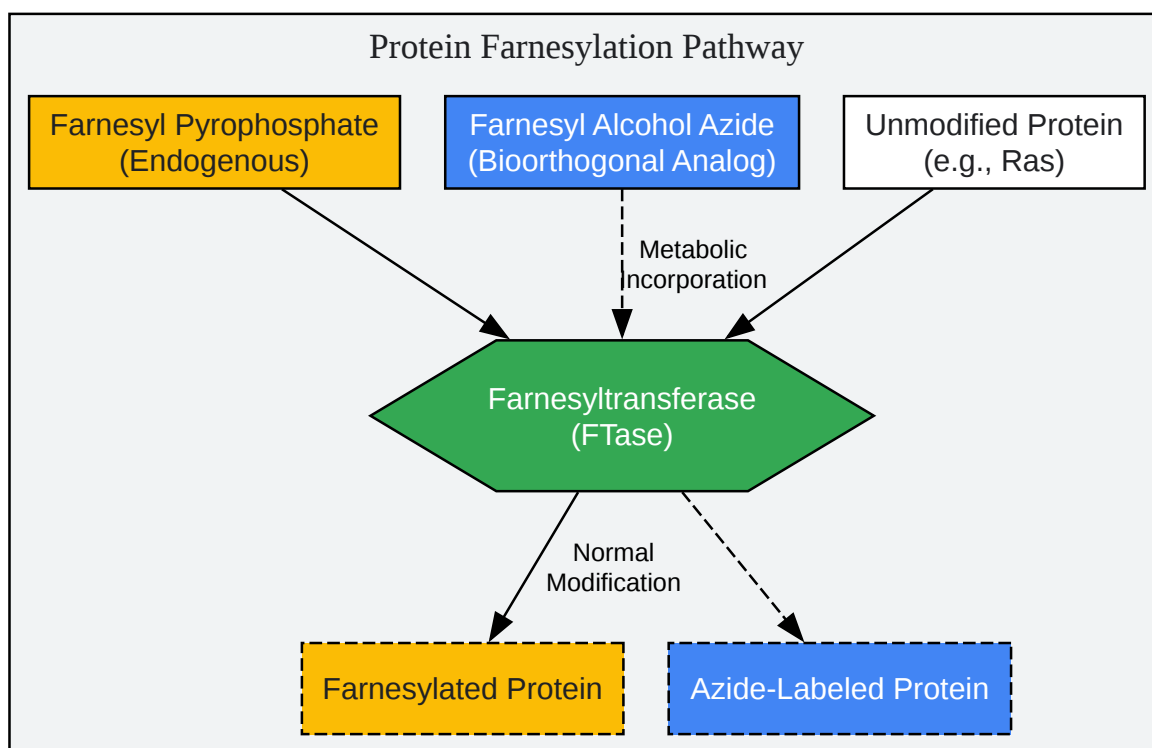 Protein Farnesylation Pathway
Farnesyl Pyrophosphate
(Endogenous)
Farnesyl Alcohol Azide
(Bioorthogonal Analog)
Unmodified Protein
(e.g., Ras)
Metabolic
Incorporation
Farnesyltransferase
(FTase)
Normal
Modification
Farnesylated Protein
Azide-Labeled Protein